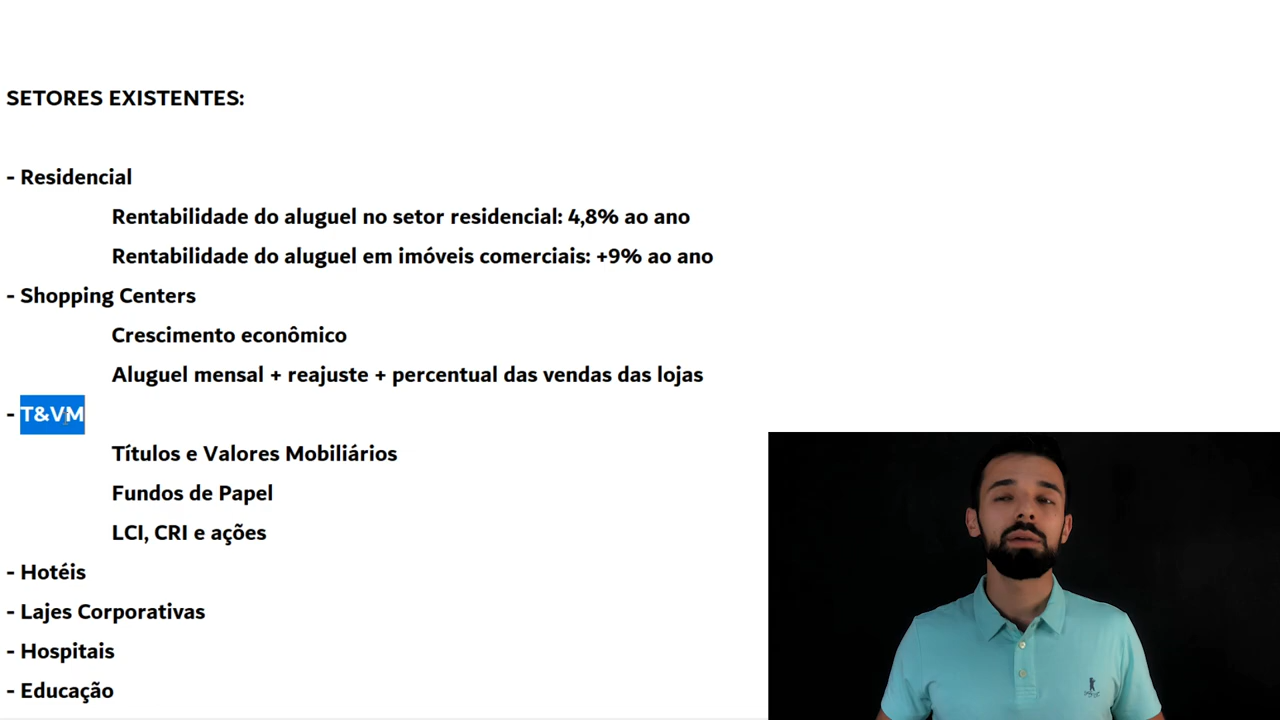 SETORES EXISTENTES:
- Residencial
Rentabilidade do aluguel no setor residencial: 4,8% ao ano
Rentabilidade do aluguel em imóveis comerciais: +9% ao ano
- Shopping Centers
Crescimento econômico
Aluguel mensal + reajuste + percentual das vendas das lojas
- T&VM
Títulos e Valores Mobiliários
Fundos de Papel
LCI, CRI e ações
- Hotéis
- Lajes Corporativas
- Hospitais
- Educação